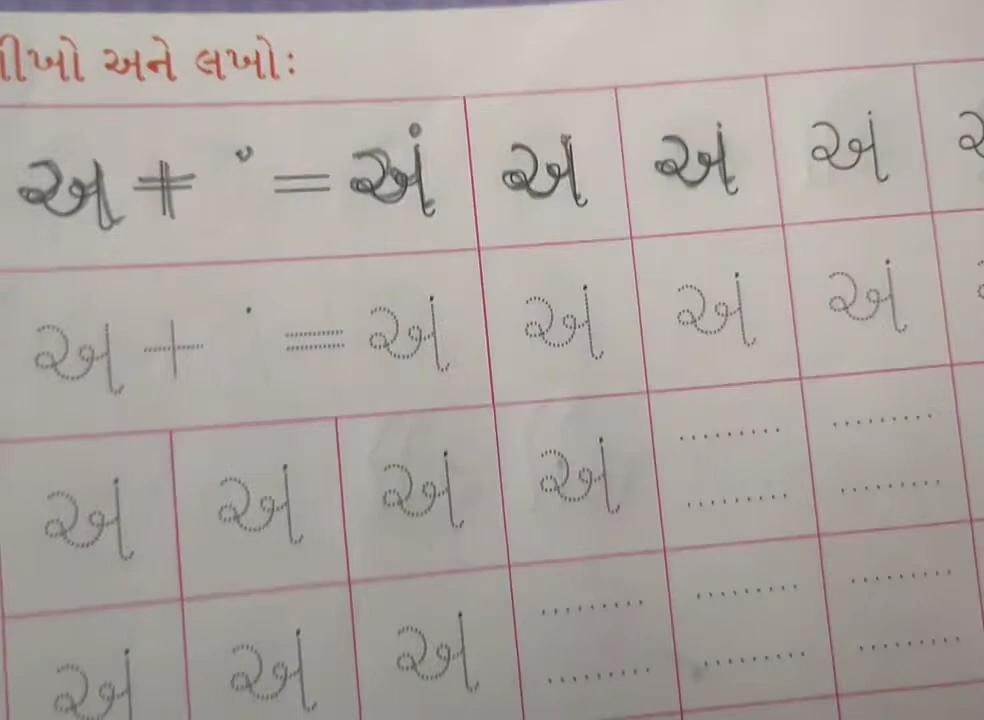 અને લખો:
અ + ં = અં અં અં અં
અ + ં = અં અં અં અં
અં અં અં અં
અં અં અં